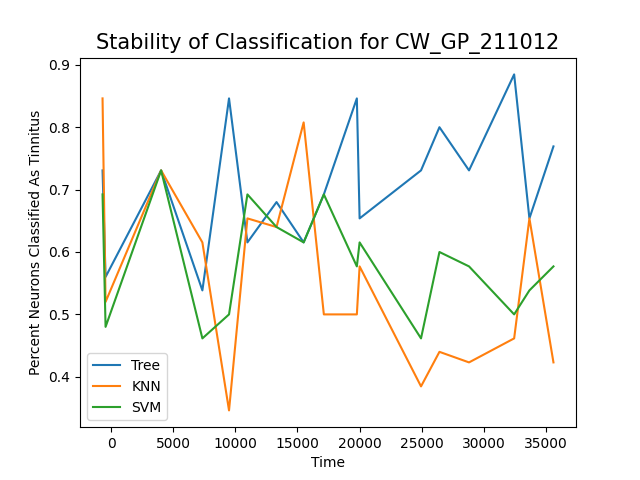 Stability of Classification for CW_GP_211012
Percent Neurons Classified As Tinnitus
0.9
0.8
0.7
0.6
0.5
0.4
Tree
KNN
SVM
0 5000 10000 15000 20000 25000 30000 35000
Time